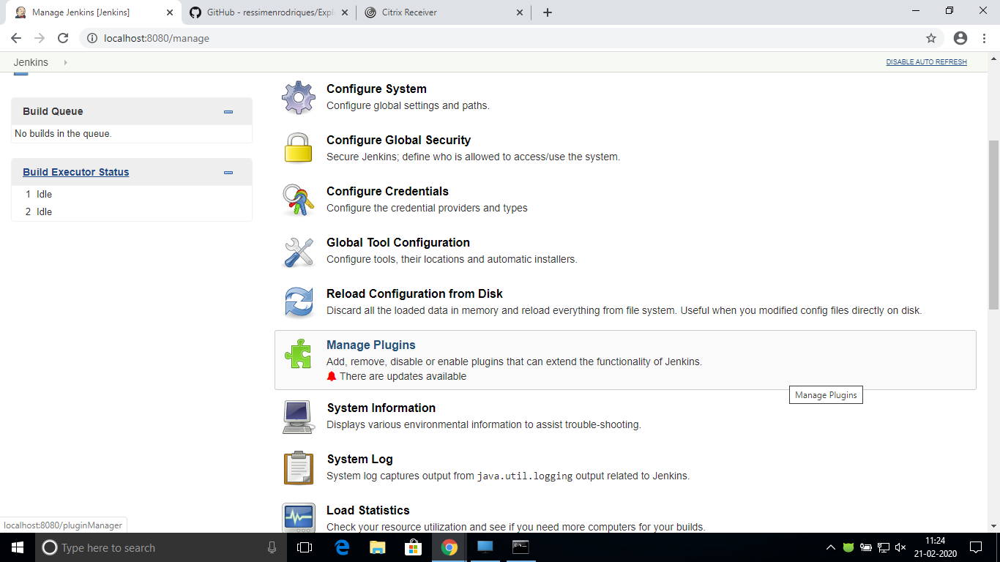 Manage Jenkins [Jenkins]
GitHub - ressimenrodriques/Expl
Citrix Receiver
localhost:8080/manage
Jenkins
DISABLE AUTO REFRESH
Build Queue
No builds in the queue.
Build Executor Status
1 Idle
2 Idle
Configure System
Configure global settings and paths.
Configure Global Security
Secure Jenkins; define who is allowed to access/use the system.
Configure Credentials
Configure the credential providers and types
Global Tool Configuration
Configure tools, their locations and automatic installers.
Reload Configuration from Disk
Discard all the loaded data in memory and reload everything from file system. Useful when you modified config files directly on disk.
Manage Plugins
Add, remove, disable or enable plugins that can extend the functionality of Jenkins.
There are updates available
Manage Plugins
System Information
Displays various environmental information to assist trouble-shooting.
System Log
System log captures output from java.util.logging output related to Jenkins.
Load Statistics
Check your resource utilization and see if you need more computers for your builds.
localhost:8080/pluginManager
Type here to search
11:24
21-02-2020